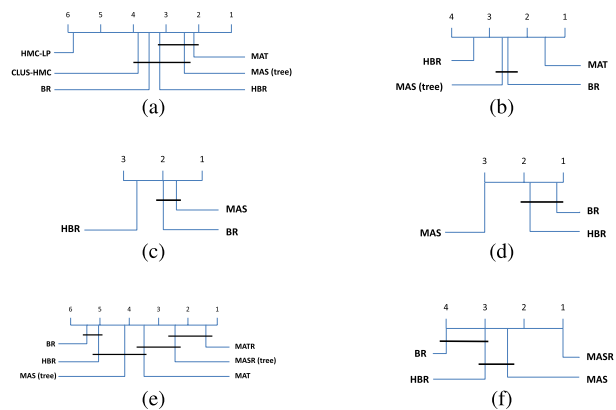 6 5 4 3 2 1
HMC-LP MAT
CLUS-HMC MAS (tree)
BR HBR
(a)
4 3 2 1
HBR MAT
MAS (tree) BR
(b)
3 2 1
MAS
HBR BR
(c)
3 2 1
BR
MAS HBR
(d)
6 5 4 3 2 1
BR MATR
HBR MASR (tree)
MAS (tree) MAT
(e)
4 3 2 1
BR MASR
HBR MAS
(f)